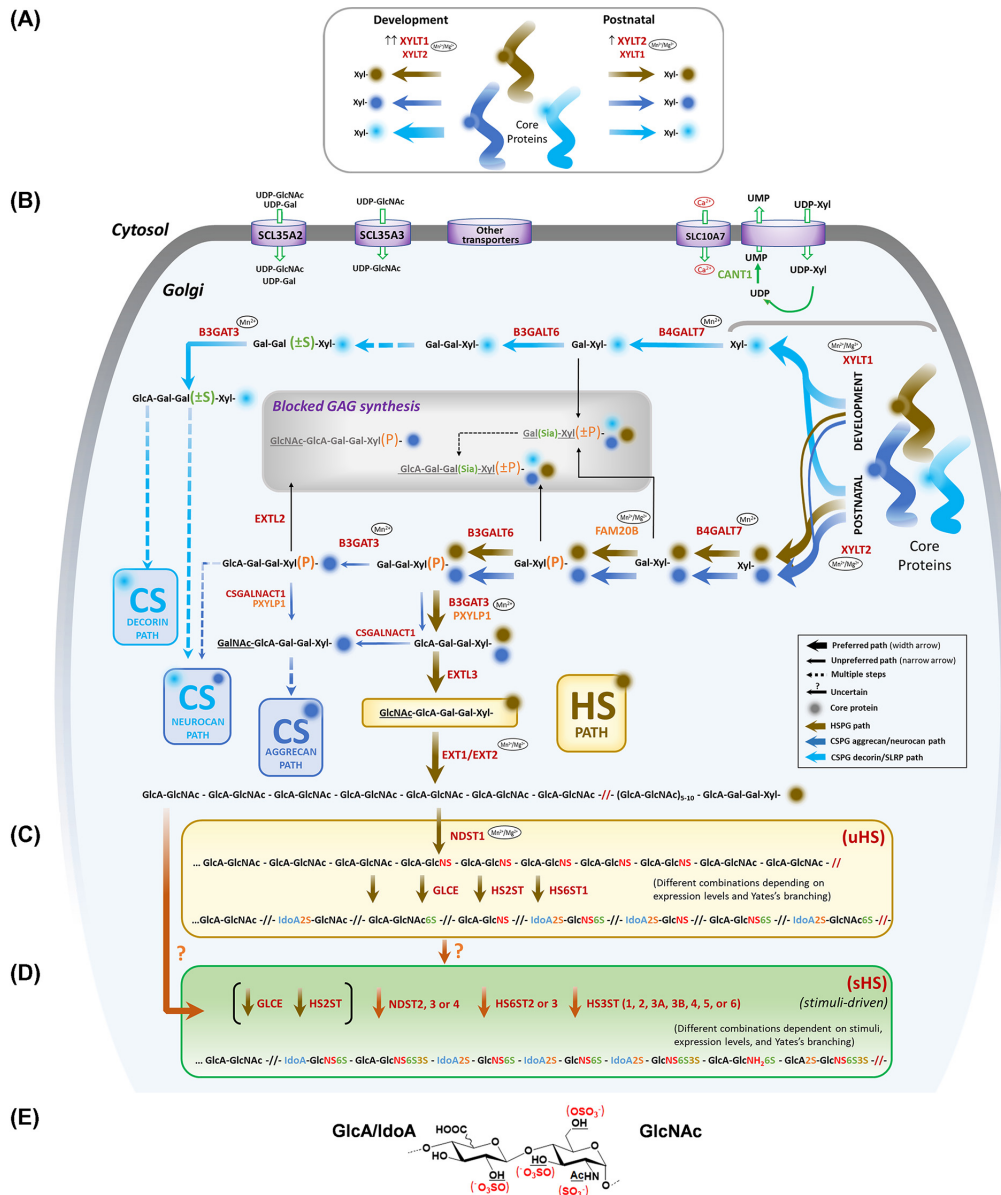 (A)
Development
Postnatal
↑↑ XYLT1 Mn²⁺/Mg²⁺
XYLT2
↑ XYLT2 Mn²⁺/Mg²⁺
XYLT1
Xyl-
Xyl-
Xyl-
Xyl-
Xyl-
Xyl-
Core
Proteins
(B)
Cytosol
Golgi
UDP-GlcNAc
UDP-Gal
SCL35A2
UDP-GlcNAc
UDP-Gal
UDP-GlcNAc
SCL35A3
UDP-GlcNAc
Other
transporters
Ca²⁺
SLC10A7
Ca²⁺
UMP
UDP-Xyl
UMP
UDP-Xyl
CANT1
UDP
B3GAT3 Mn²⁺
B3GALT6
B4GALT7 Mn²⁺
Gal-Gal (±S)-Xyl-
Gal-Gal-Xyl-
Gal-Xyl-
Xyl-
Mn²⁺/Mg²⁺
XYLT1
GlcA-Gal-Gal(±S)-Xyl-
DEVELOPMENT
POSTNATAL
Core
Proteins
XYLT2
Mn²⁺/Mg²⁺
Blocked GAG synthesis
GlcNAc-GlcA-Gal-Gal-Xyl(P)-
Gal(Sia)-Xyl(±P)-
GlcA-Gal-Gal(Sia)-Xyl(±P)-
EXTL2
B3GAT3 Mn²⁺
B3GALT6
FAM20B Mn²⁺/Mg²⁺
B4GALT7 Mn²⁺
GlcA-Gal-Gal-Xyl(P)-
Gal-Gal-Xyl(P)-
Gal-Xyl(P)-
Gal-Xyl-
Xyl-
CSGALNACT1
PXYLP1
B3GAT3
PXYLP1 Mn²⁺
CSGALNACT1
GalNAc-GlcA-Gal-Gal-Xyl-
GlcA-Gal-Gal-Xyl-
CS
DECORIN
PATH
CS
NEUROCAN
PATH
CS
AGGRECAN
PATH
EXTL3
GlcNAc-GlcA-Gal-Gal-Xyl-
HS
PATH
EXT1/EXT2 Mn²⁺/Mg²⁺
Preferred path (width arrow)
Unpreferred path (narrow arrow)
Multiple steps
?
Uncertain
Core protein
HSPG path
CSPG aggrecan/neurocan path
CSPG decorin/SLRP path
GlcA-GlcNAc - GlcA-GlcNAc - GlcA-GlcNAc - GlcA-GlcNAc - GlcA-GlcNAc - GlcA-GlcNAc - GlcA-GlcNAc -//- (GlcA-GlcNAc)5-10 - GlcA-Gal-Gal-Xyl-
(C)
NDST1 Mn²⁺/Mg²⁺
(uHS)
... GlcA-GlcNAc - GlcA-GlcNAc - GlcA-GlcNAc - GlcA-GlcNS - GlcA-GlcNS - GlcA-GlcNS - GlcA-GlcNS - GlcA-GlcNS - GlcA-GlcNAc - GlcA-GlcNAc - //
GLCE
HS2ST
HS6ST1
(Different combinations depending on
expression levels and Yates's branching)
...GlcA-GlcNAc -//- IdoA2S-GlcNAc -//- GlcA-GlcNAc6S -//- GlcA-GlcNS -//- IdoA2S-GlcNS6S -//- IdoA2S-GlcNS -//- GlcA-GlcNS6S -//- IdoA2S-GlcNAc6S -//-
?
?
(D)
(sHS)
(stimuli-driven)
GLCE
HS2ST
NDST2, 3 or 4
HS6ST2 or 3
HS3ST (1, 2, 3A, 3B, 4, 5, or 6)
(Different combinations dependent on stimuli,
expression levels, and Yates's branching)
... GlcA-GlcNAc -//- IdoA-GlcNS6S - GlcA-GlcNS6S3S - IdoA2S - GlcNS6S - IdoA2S - GlcNS6S - IdoA2S - GlcNS6S3S - GlcA-GlcNH₂6S - GlcA2S-GlcNS6S3S -//-
(E)
GlcA/IdoA
GlcNAc
(OSO₃⁻)
OH
HOOC
O
O
O
HO
OH
(⁻O₃SO)
HO
(⁻O₃SO)
AcHN
(SO₃⁻)
O